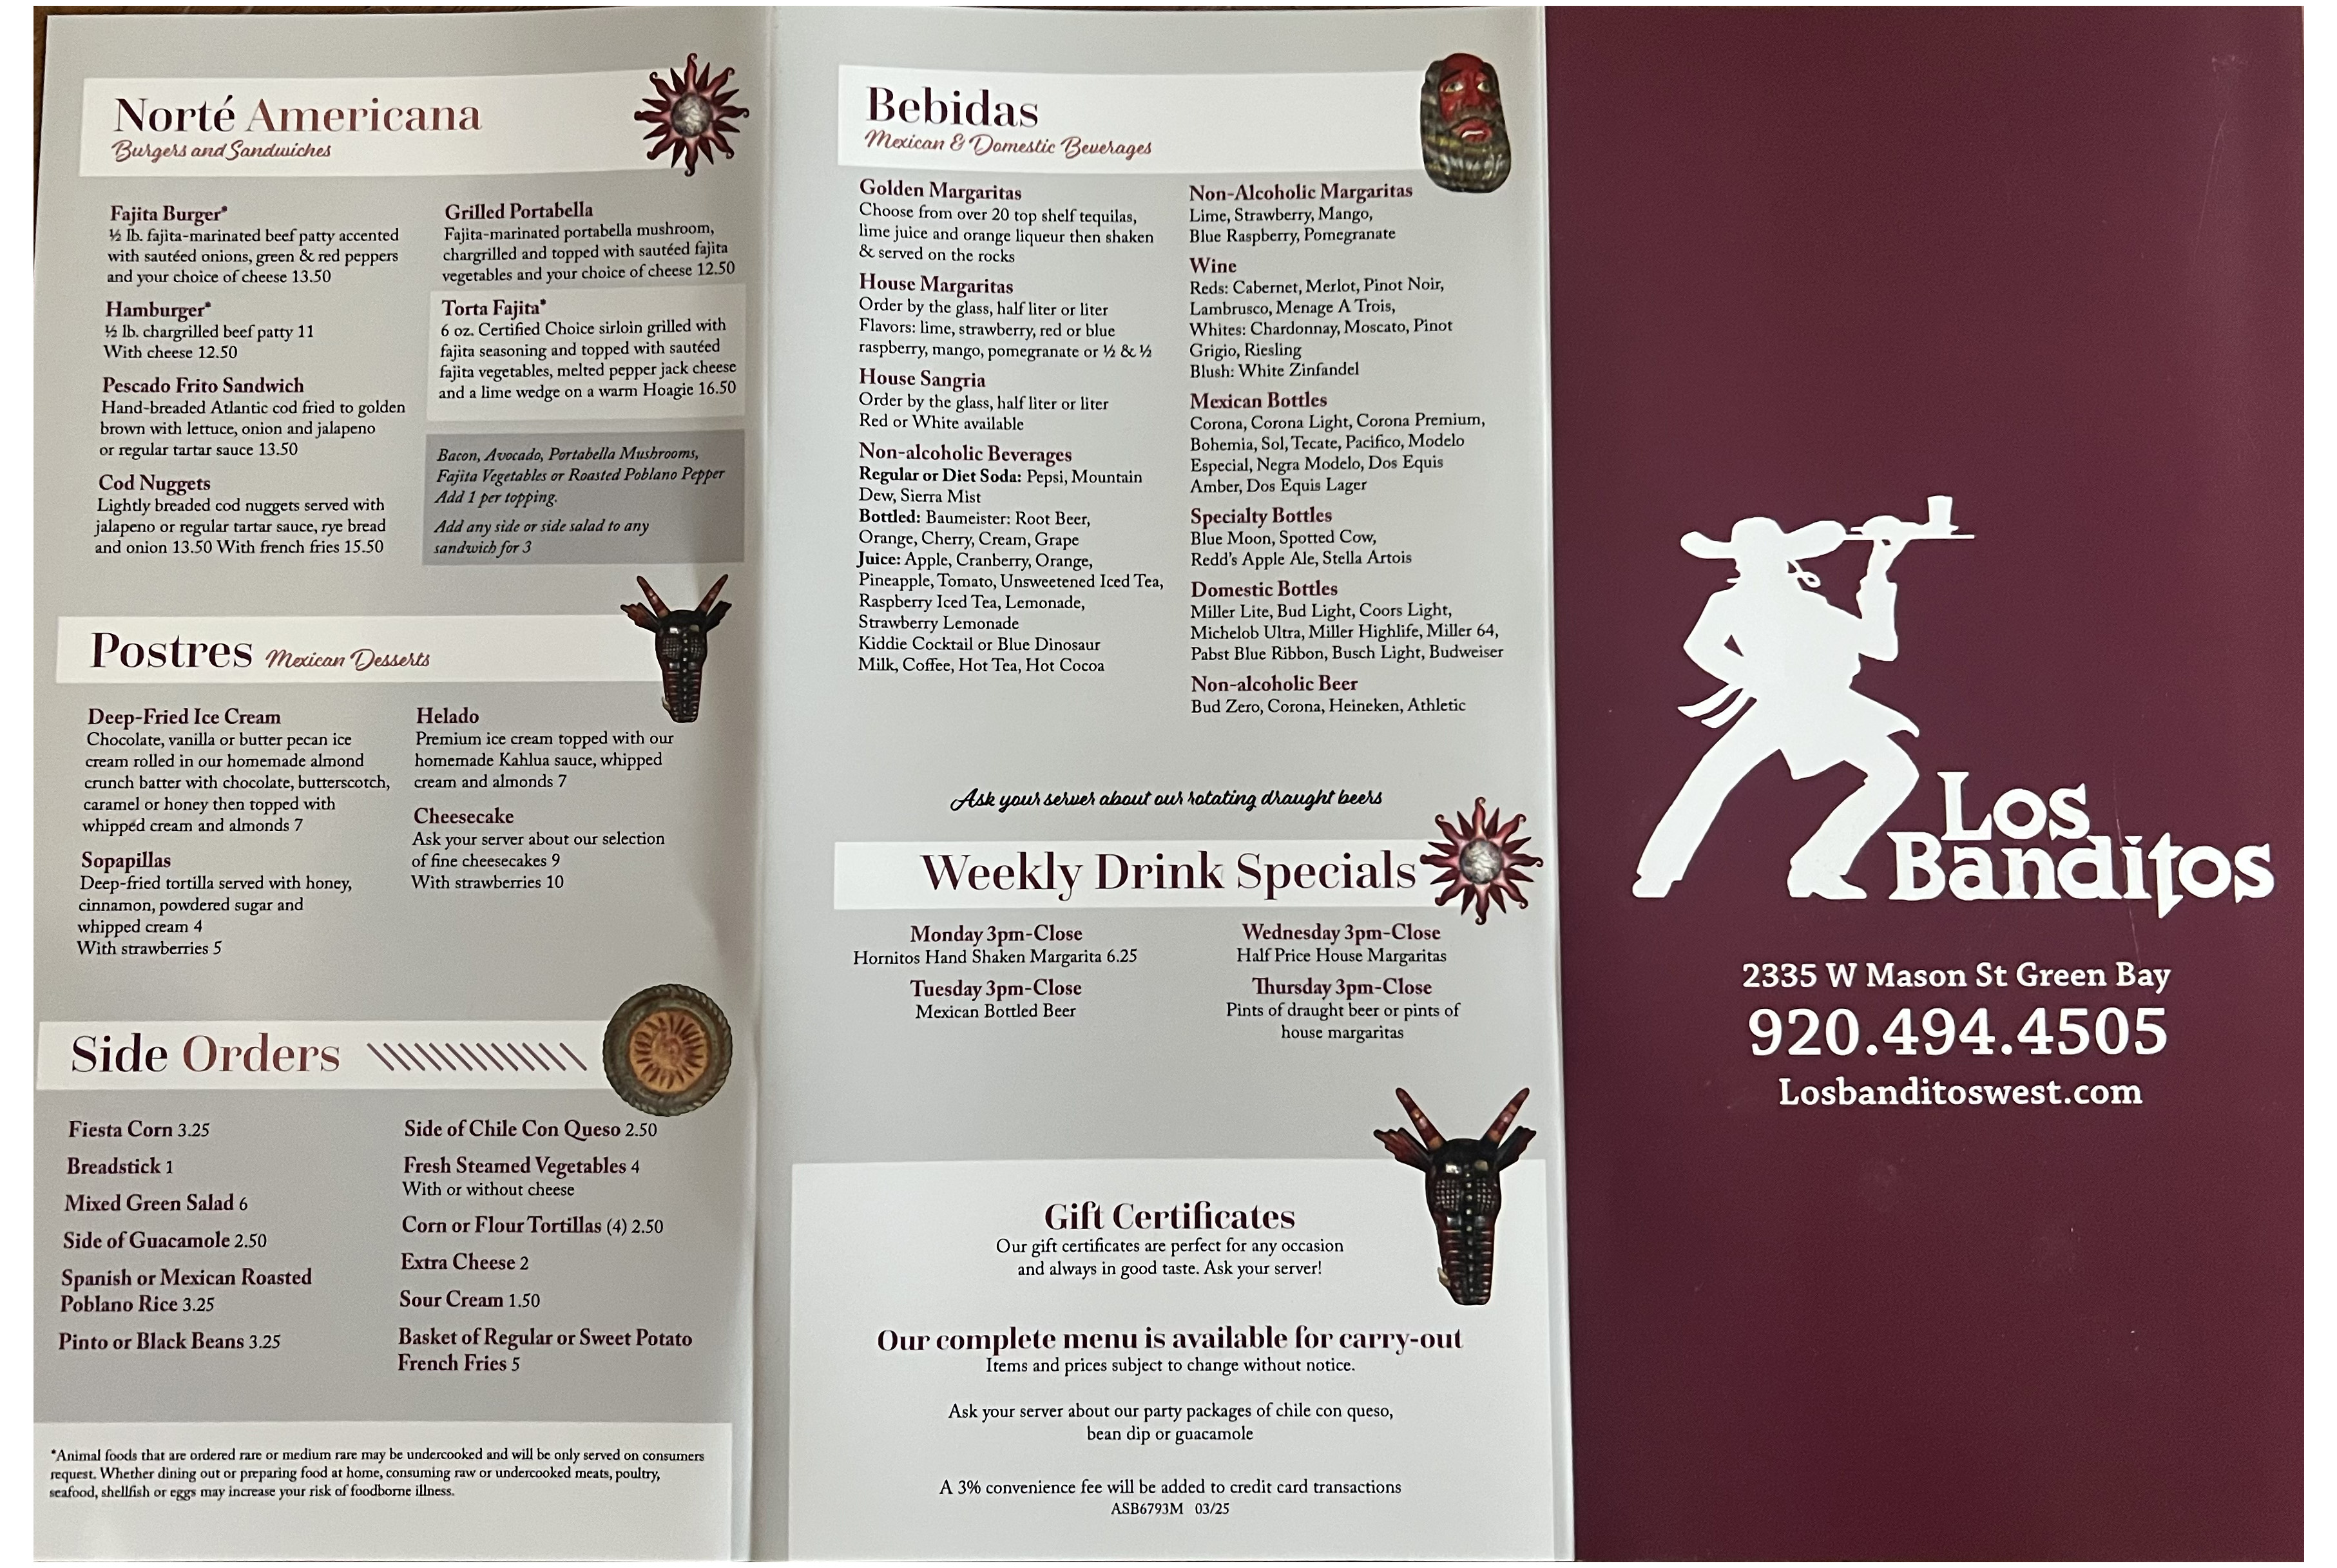 Norté Americana
Burgers and Sandwiches
Fajita Burger*
½ lb. fajita-marinated beef patty accented
with sautéed onions, green & red peppers
and your choice of cheese 13.50
Hamburger*
½ lb. chargrilled beef patty 11
With cheese 12.50
Pescado Frito Sandwich
Hand-breaded Atlantic cod fried to golden
brown with lettuce, onion and jalapeno
or regular tartar sauce 13.50
Cod Nuggets
Lightly breaded cod nuggets served with
jalapeno or regular tartar sauce, rye bread
and onion 13.50 With french fries 15.50
Grilled Portabella
Fajita-marinated portabella mushroom,
chargrilled and topped with sautéed fajita
vegetables and your choice of cheese 12.50
Torta Fajita*
6 oz. Certified Choice sirloin grilled with
fajita seasoning and topped with sautéed
fajita vegetables, melted pepper jack cheese
and a lime wedge on a warm Hoagie 16.50
Bacon, Avocado, Portabella Mushrooms,
Fajita Vegetables or Roasted Poblano Pepper
Add 1 per topping.
Add any side or side salad to any
sandwich for 3
Postres Mexican Desserts
Deep-Fried Ice Cream
Chocolate, vanilla or butter pecan ice
cream rolled in our homemade almond
crunch batter with chocolate, butterscotch,
caramel or honey then topped with
whipped cream and almonds 7
Sopapillas
Deep-fried tortilla served with honey,
cinnamon, powdered sugar and
whipped cream 4
With strawberries 5
Helado
Premium ice cream topped with our
homemade Kahlua sauce, whipped
cream and almonds 7
Cheesecake
Ask your server about our selection
of fine cheesecakes 9
With strawberries 10
Side Orders
Fiesta Corn 3.25
Breadstick 1
Mixed Green Salad 6
Side of Guacamole 2.50
Spanish or Mexican Roasted
Poblano Rice 3.25
Pinto or Black Beans 3.25
Side of Chile Con Queso 2.50
Fresh Steamed Vegetables 4
With or without cheese
Corn or Flour Tortillas (4) 2.50
Extra Cheese 2
Sour Cream 1.50
Basket of Regular or Sweet Potato
French Fries 5
*Animal foods that are ordered rare or medium rare may be undercooked and will be only served on consumers
request. Whether dining out or preparing food at home, consuming raw or undercooked meats, poultry,
seafood, shellfish or eggs may increase your risk of foodborne illness.
Bebidas
Mexican & Domestic Beverages
Golden Margaritas
Choose from over 20 top shelf tequilas,
lime juice and orange liqueur then shaken
& served on the rocks
House Margaritas
Order by the glass, half liter or liter
Flavors: lime, strawberry, red or blue
raspberry, mango, pomegranate or ½ & ½
House Sangria
Order by the glass, half liter or liter
Red or White available
Non-alcoholic Beverages
Regular or Diet Soda: Pepsi, Mountain
Dew, Sierra Mist
Bottled: Baumeister: Root Beer,
Orange, Cherry, Cream, Grape
Juice: Apple, Cranberry, Orange,
Pineapple, Tomato, Unsweetened Iced Tea,
Raspberry Iced Tea, Lemonade,
Strawberry Lemonade
Kiddie Cocktail or Blue Dinosaur
Milk, Coffee, Hot Tea, Hot Cocoa
Non-Alcoholic Margaritas
Lime, Strawberry, Mango,
Blue Raspberry, Pomegranate
Wine
Reds: Cabernet, Merlot, Pinot Noir,
Lambrusco, Menage A Trois,
Whites: Chardonnay, Moscato, Pinot
Grigio, Riesling
Blush: White Zinfandel
Mexican Bottles
Corona, Corona Light, Corona Premium,
Bohemia, Sol, Tecate, Pacifico, Modelo
Especial, Negra Modelo, Dos Equis
Amber, Dos Equis Lager
Specialty Bottles
Blue Moon, Spotted Cow,
Redd's Apple Ale, Stella Artois
Domestic Bottles
Miller Lite, Bud Light, Coors Light,
Michelob Ultra, Miller Highlife, Miller 64,
Pabst Blue Ribbon, Busch Light, Budweiser
Non-alcoholic Beer
Bud Zero, Corona, Heineken, Athletic
Ask your server about our rotating draught beers
Weekly Drink Specials
Monday 3pm-Close
Hornitos Hand Shaken Margarita 6.25
Tuesday 3pm-Close
Mexican Bottled Beer
Wednesday 3pm-Close
Half Price House Margaritas
Thursday 3pm-Close
Pints of draught beer or pints of
house margaritas
Gift Certificates
Our gift certificates are perfect for any occasion
and always in good taste. Ask your server!
Our complete menu is available for carry-out
Items and prices subject to change without notice.
Ask your server about our party packages of chile con queso,
bean dip or guacamole
A 3% convenience fee will be added to credit card transactions
ASB6793M 03/25
Los
Banditos
2335 W Mason St Green Bay
920.494.4505
Losbanditoswest.com